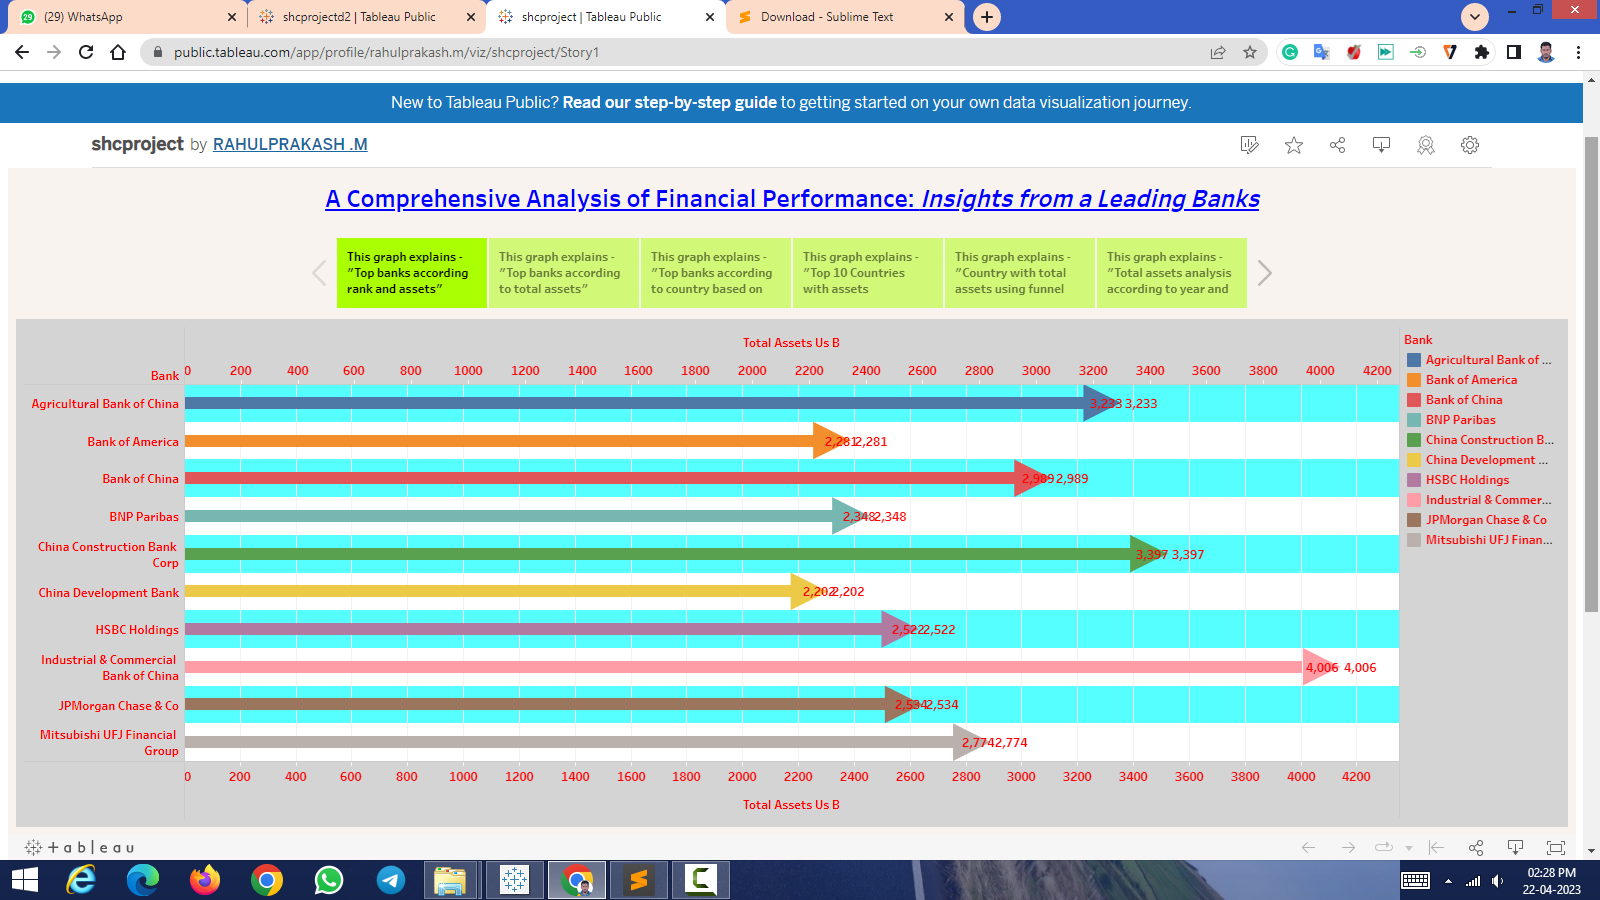 (29) WhatsApp
shcprojectd2 | Tableau Public
shcproject | Tableau Public
Download - Sublime Text
public.tableau.com/app/profile/rahulprakash.m/viz/shcproject/Story1
New to Tableau Public? Read our step-by-step guide to getting started on your own data visualization journey.
shcproject by RAHULPRAKASH .M
A Comprehensive Analysis of Financial Performance: Insights from a Leading Banks
This graph explains -
"Top banks according
rank and assets"
This graph explains -
"Top banks according
to total assets"
This graph explains -
"Top banks according
to country based on
This graph explains -
"Top 10 Countries
with assets
This graph explains -
"Country with total
assets using funnel
This graph explains -
"Total assets analysis
according to year and
Total Assets Us B
Bank
0 200 400 600 800 1000 1200 1400 1600 1800 2000 2200 2400 2600 2800 3000 3200 3400 3600 3800 4000 4200
Agricultural Bank of China 3,233 3,233
Bank of America 2,281 2,281
Bank of China 2,989 2,989
BNP Paribas 2,348 2,348
China Construction Bank
Corp
3,397 3,397
China Development Bank 2,202 2,202
HSBC Holdings 2,522 2,522
Industrial & Commercial
Bank of China
4,006 4,006
JPMorgan Chase & Co 2,534 2,534
Mitsubishi UFJ Financial
Group
2,774 2,774
0 200 400 600 800 1000 1200 1400 1600 1800 2000 2200 2400 2600 2800 3000 3200 3400 3600 3800 4000 4200
Total Assets Us B
Bank
Agricultural Bank of ...
Bank of America
Bank of China
BNP Paribas
China Construction B...
China Development ...
HSBC Holdings
Industrial & Commer...
JPMorgan Chase & Co
Mitsubishi UFJ Finan...
+ a b l e a u
02:28 PM
22-04-2023